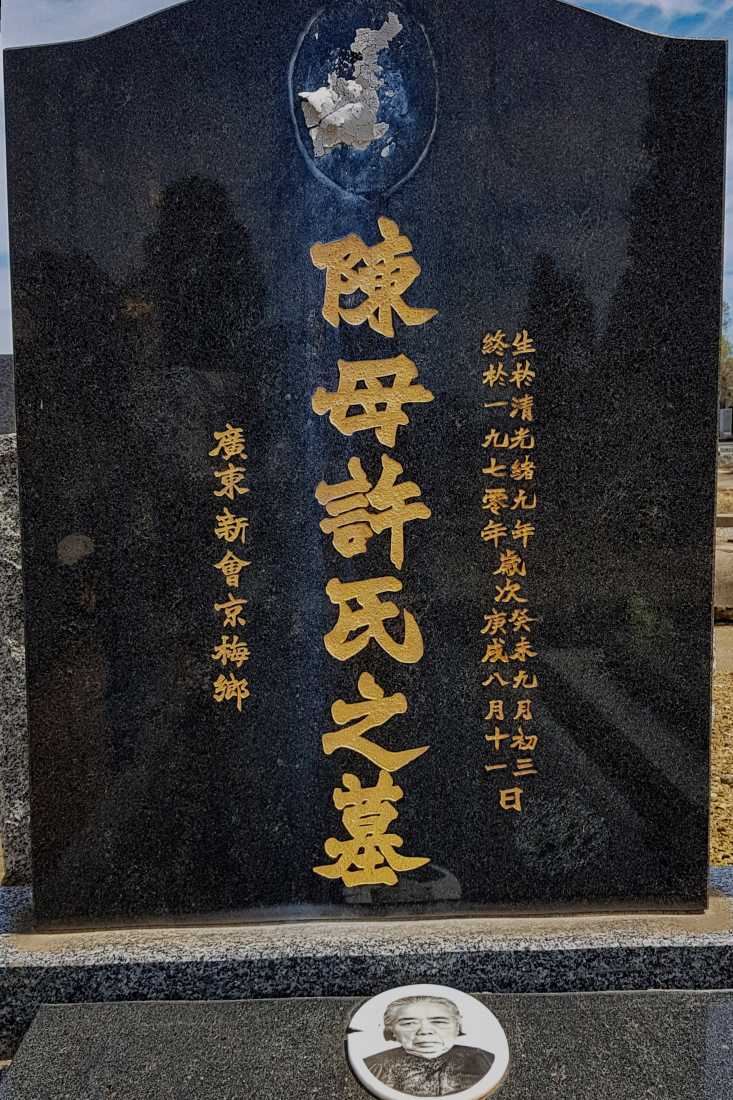 生於清光緒九年
終於一九七零年
歲次
癸未九月初三
庚戌八月十一
日
陳母許氏之墓
廣東新會京梅鄉